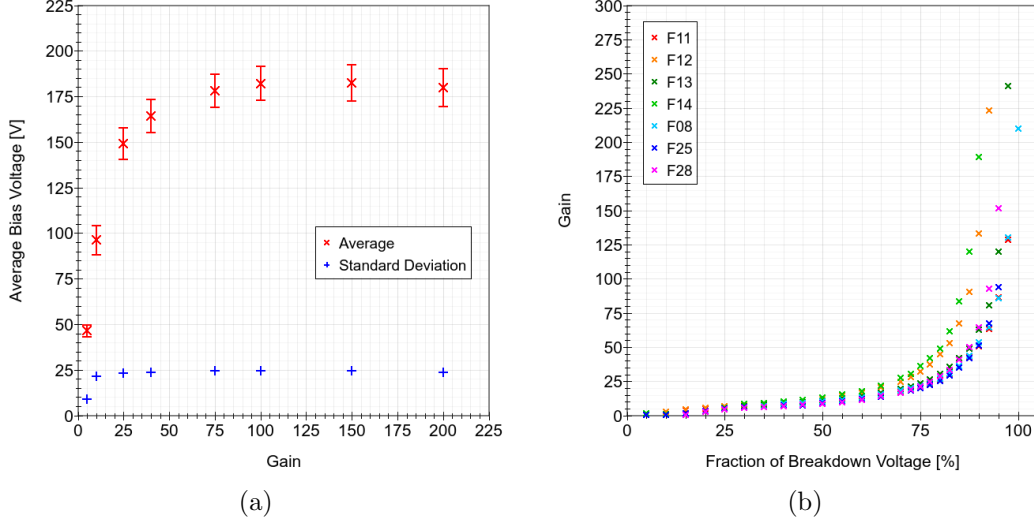 225
200
175
150
125
100
75
50
25
0
0 25 50 75 100 125 150 175 200 225
Average Bias Voltage [V]
Gain
Average
Standard Deviation
(a)
300
275
250
225
200
175
150
125
100
75
50
25
0
0 25 50 75 100
Gain
Fraction of Breakdown Voltage [%]
F11
F12
F13
F14
F08
F25
F28
(b)